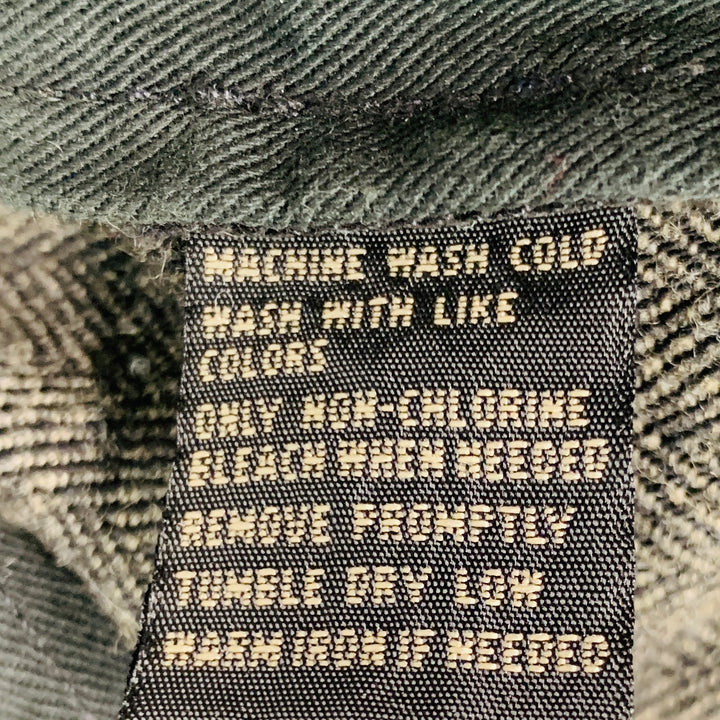 MACHINE WASH COLD
WASH WITH LIKE
COLORS
ONLY NON-CHLORINE
BLEACH WHEN NEEDED
REMOVE PROMPTLY
TUMBLE DRY LOW
WARM IRON IF NEEDED